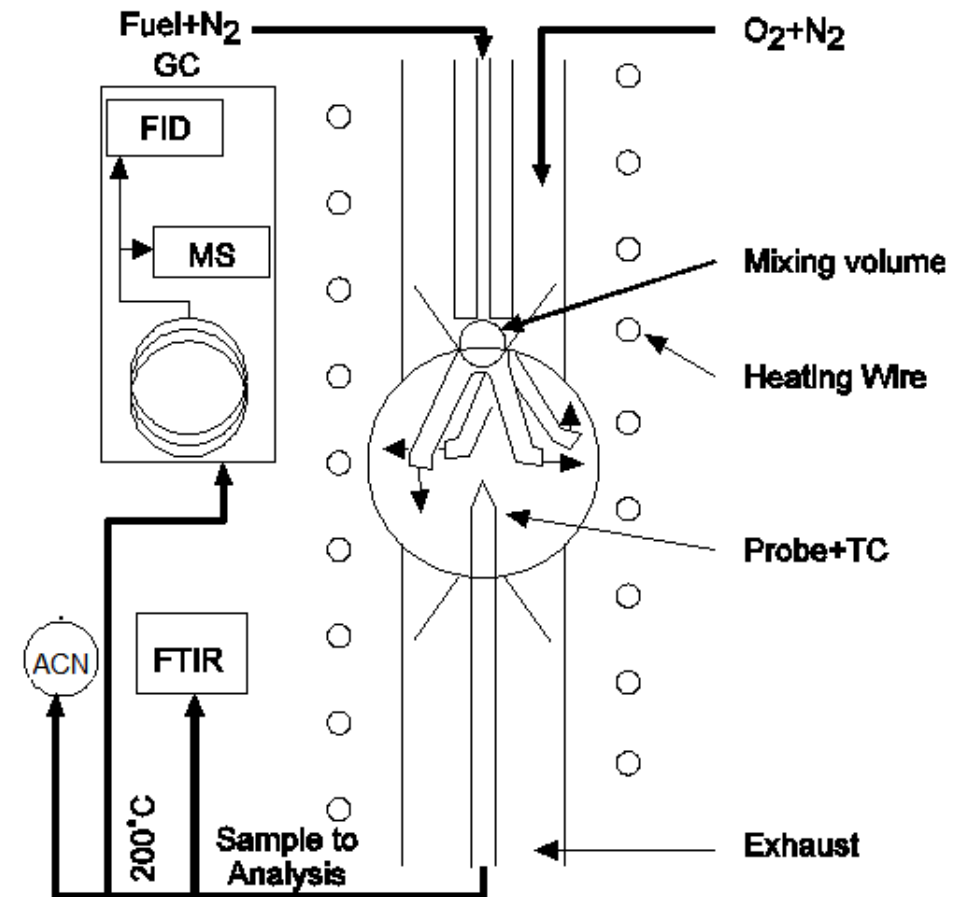 Fuel+N₂
O₂+N₂
GC
FID
MS
Mixing volume
Heating Wire
Probe+TC
ACN
FTIR
200°C
Sample to
Analysis
Exhaust